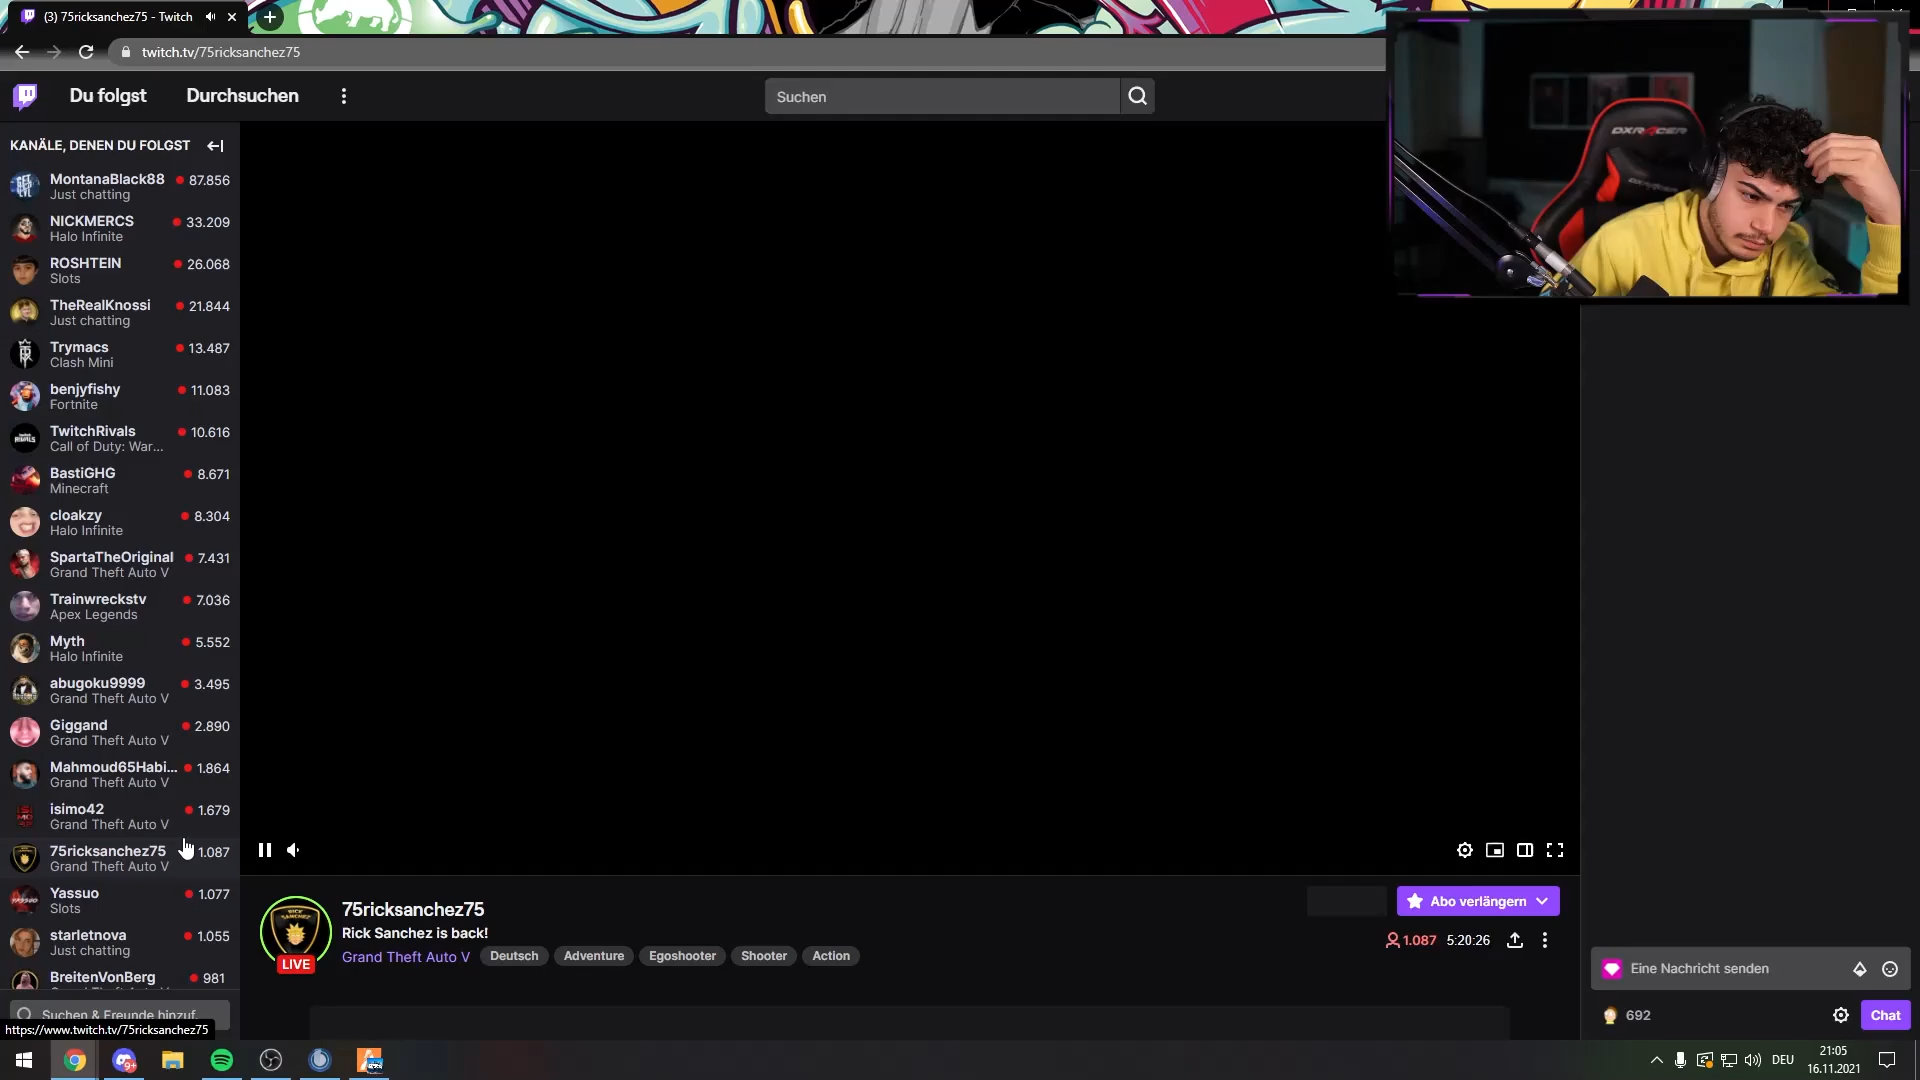 (3) 75ricksanchez75 - Twitch
twitch.tv/75ricksanchez75
Du folgst
Durchsuchen
Suchen
KANÄLE, DENEN DU FOLGST
MontanaBlack88 87.856
Just chatting
NICKMERCS 33.209
Halo Infinite
ROSHTEIN 26.068
Slots
TheRealKnossi 21.844
Just chatting
Trymacs 13.487
Clash Mini
benjyfishy 11.083
Fortnite
TwitchRivals 10.616
Call of Duty: War...
BastiGHG 8.671
Minecraft
cloakzy 8.304
Halo Infinite
SpartaTheOriginal 7.431
Grand Theft Auto V
Trainwreckstv 7.036
Apex Legends
Myth 5.552
Halo Infinite
abugoku9999 3.495
Grand Theft Auto V
Giggand 2.890
Grand Theft Auto V
Mahmoud65Habi... 1.864
Grand Theft Auto V
isimo42 1.679
Grand Theft Auto V
75ricksanchez75 1.087
Grand Theft Auto V
Yassuo 1.077
Slots
starletnova 1.055
Just chatting
BreitenVonBerg 981
Suchen & Freunde hinzuf.
https://www.twitch.tv/75ricksanchez75
DXRACER
RICK SANCHEZ
LIVE
75ricksanchez75
Rick Sanchez is back!
Grand Theft Auto V Deutsch Adventure Egoshooter Shooter Action
Abo verlängern
1.087 5:20:26
Eine Nachricht senden
692
Chat
9+
DEU
21:05
16.11.2021